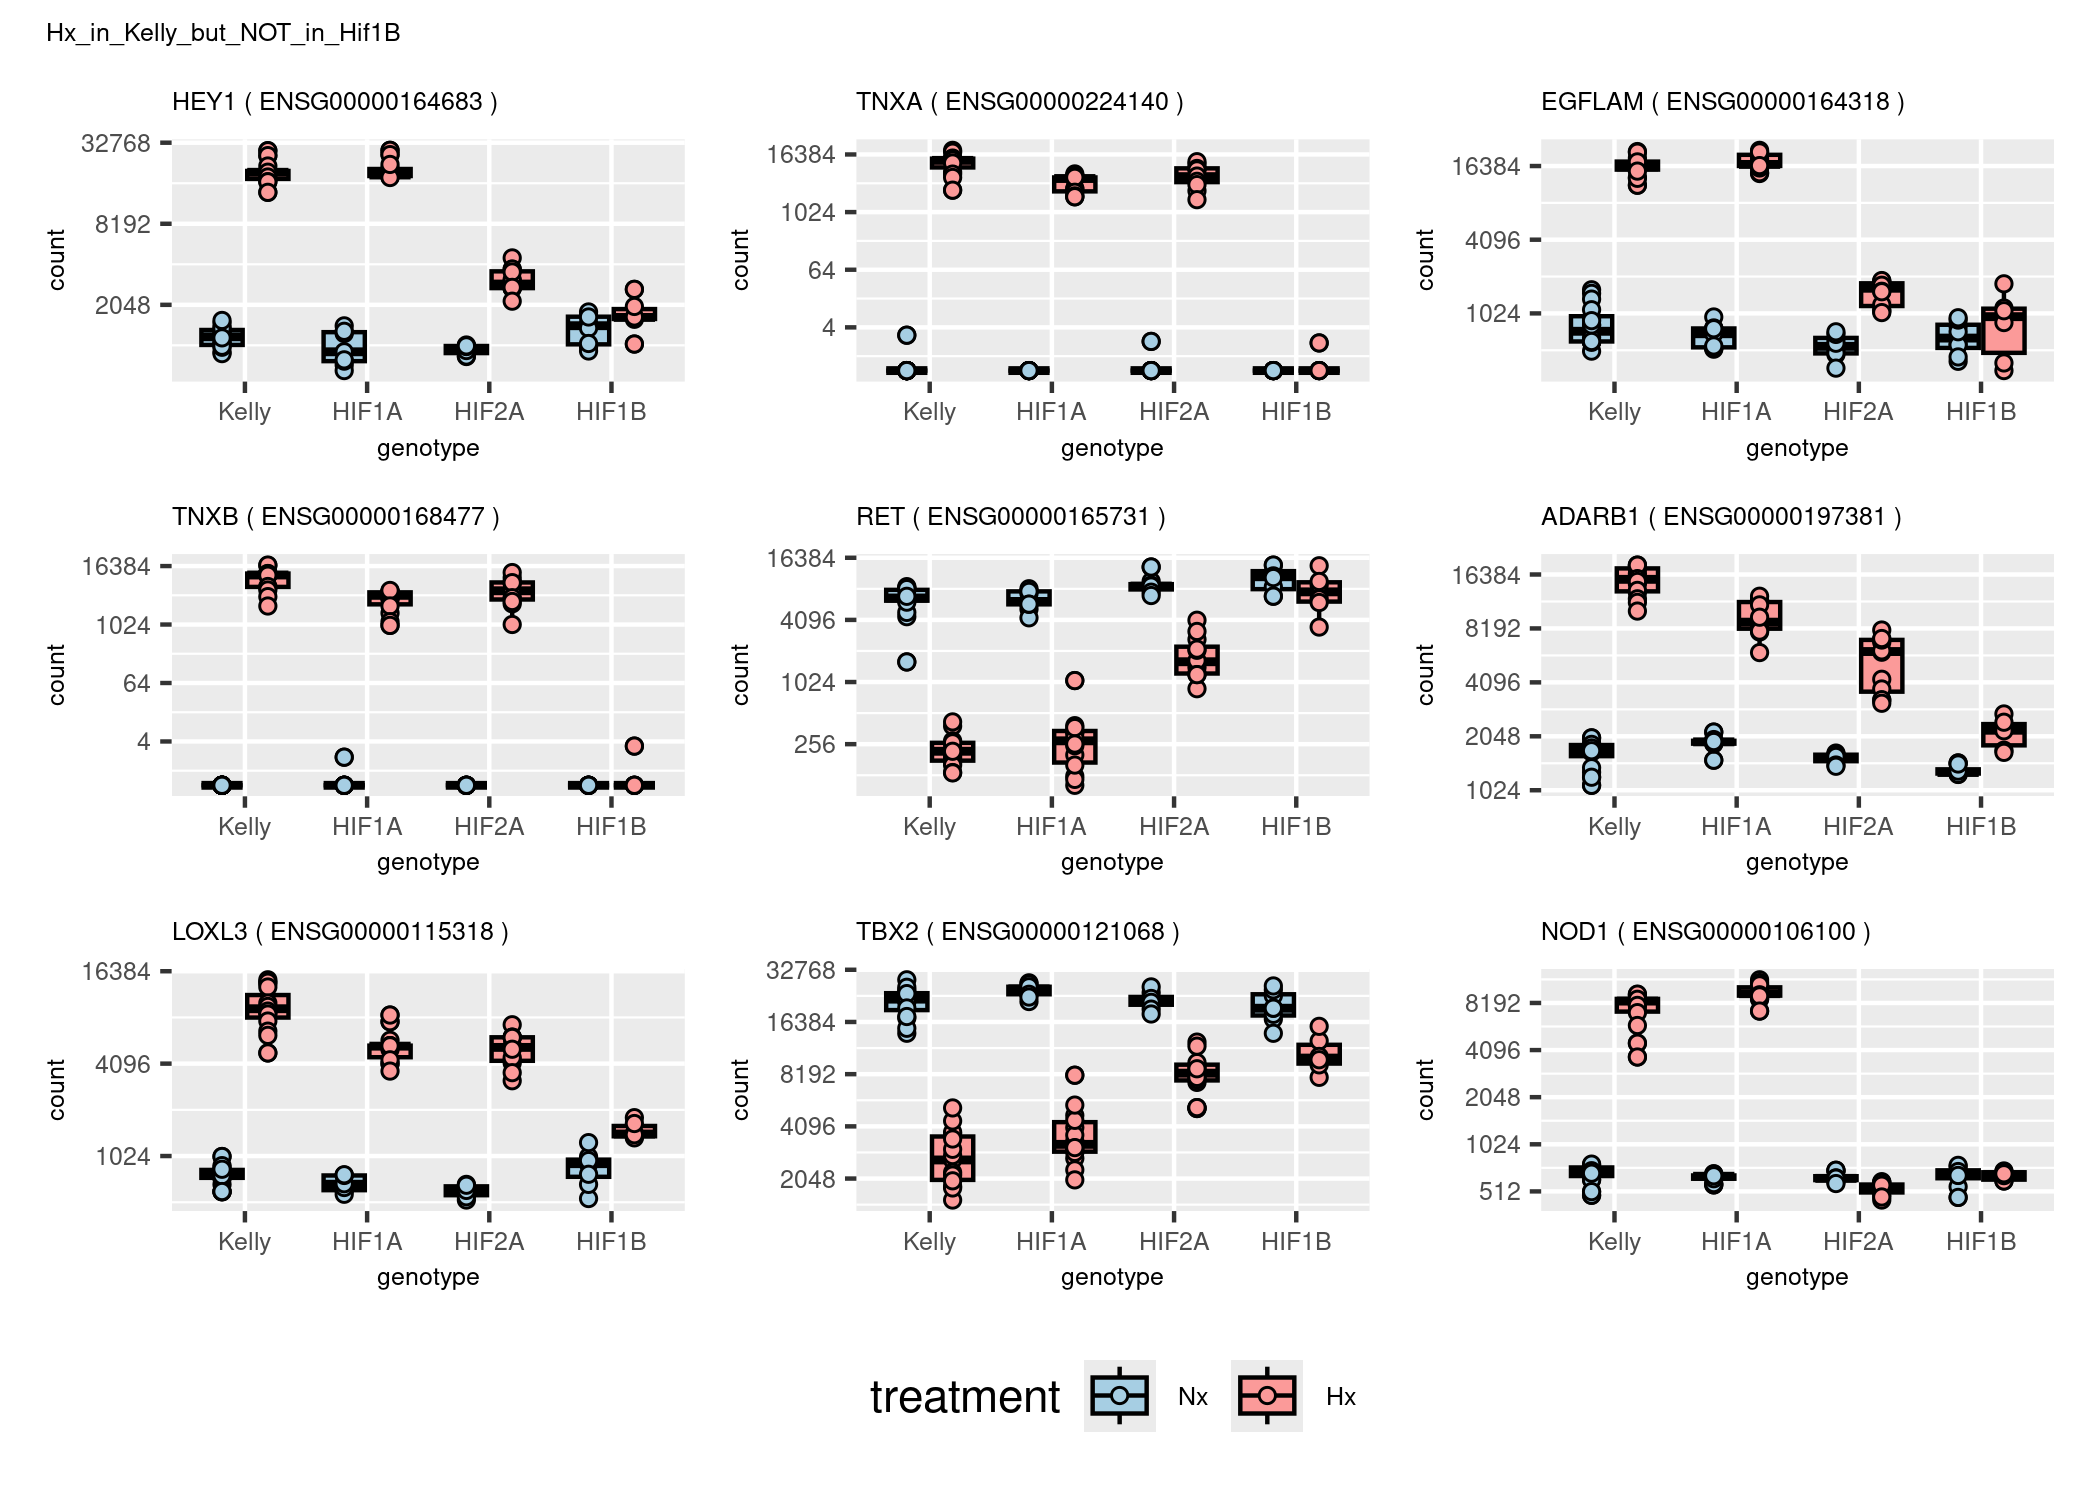 Hx_in_Kelly_but_NOT_in_Hif1B
HEY1 ( ENSG00000164683 )
32768
8192
2048
count
Kelly HIF1A HIF2A HIF1B
genotype
TNXA ( ENSG00000224140 )
16384
1024
64
4
count
Kelly HIF1A HIF2A HIF1B
genotype
EGFLAM ( ENSG00000164318 )
16384
4096
1024
count
Kelly HIF1A HIF2A HIF1B
genotype
TNXB ( ENSG00000168477 )
16384
1024
64
4
count
Kelly HIF1A HIF2A HIF1B
genotype
RET ( ENSG00000165731 )
16384
4096
1024
256
count
Kelly HIF1A HIF2A HIF1B
genotype
ADARB1 ( ENSG00000197381 )
16384
8192
4096
2048
1024
count
Kelly HIF1A HIF2A HIF1B
genotype
LOXL3 ( ENSG00000115318 )
16384
4096
1024
count
Kelly HIF1A HIF2A HIF1B
genotype
TBX2 ( ENSG00000121068 )
32768
16384
8192
4096
2048
count
Kelly HIF1A HIF2A HIF1B
genotype
NOD1 ( ENSG00000106100 )
8192
4096
2048
1024
512
count
Kelly HIF1A HIF2A HIF1B
genotype
treatment Nx Hx